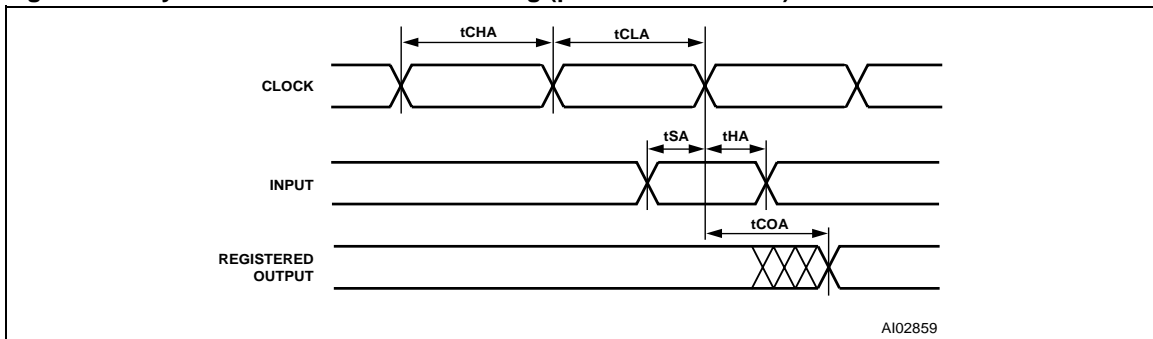 tCHA
tCLA
CLOCK
tSA
tHA
INPUT
tCOA
REGISTERED
OUTPUT
AI02859